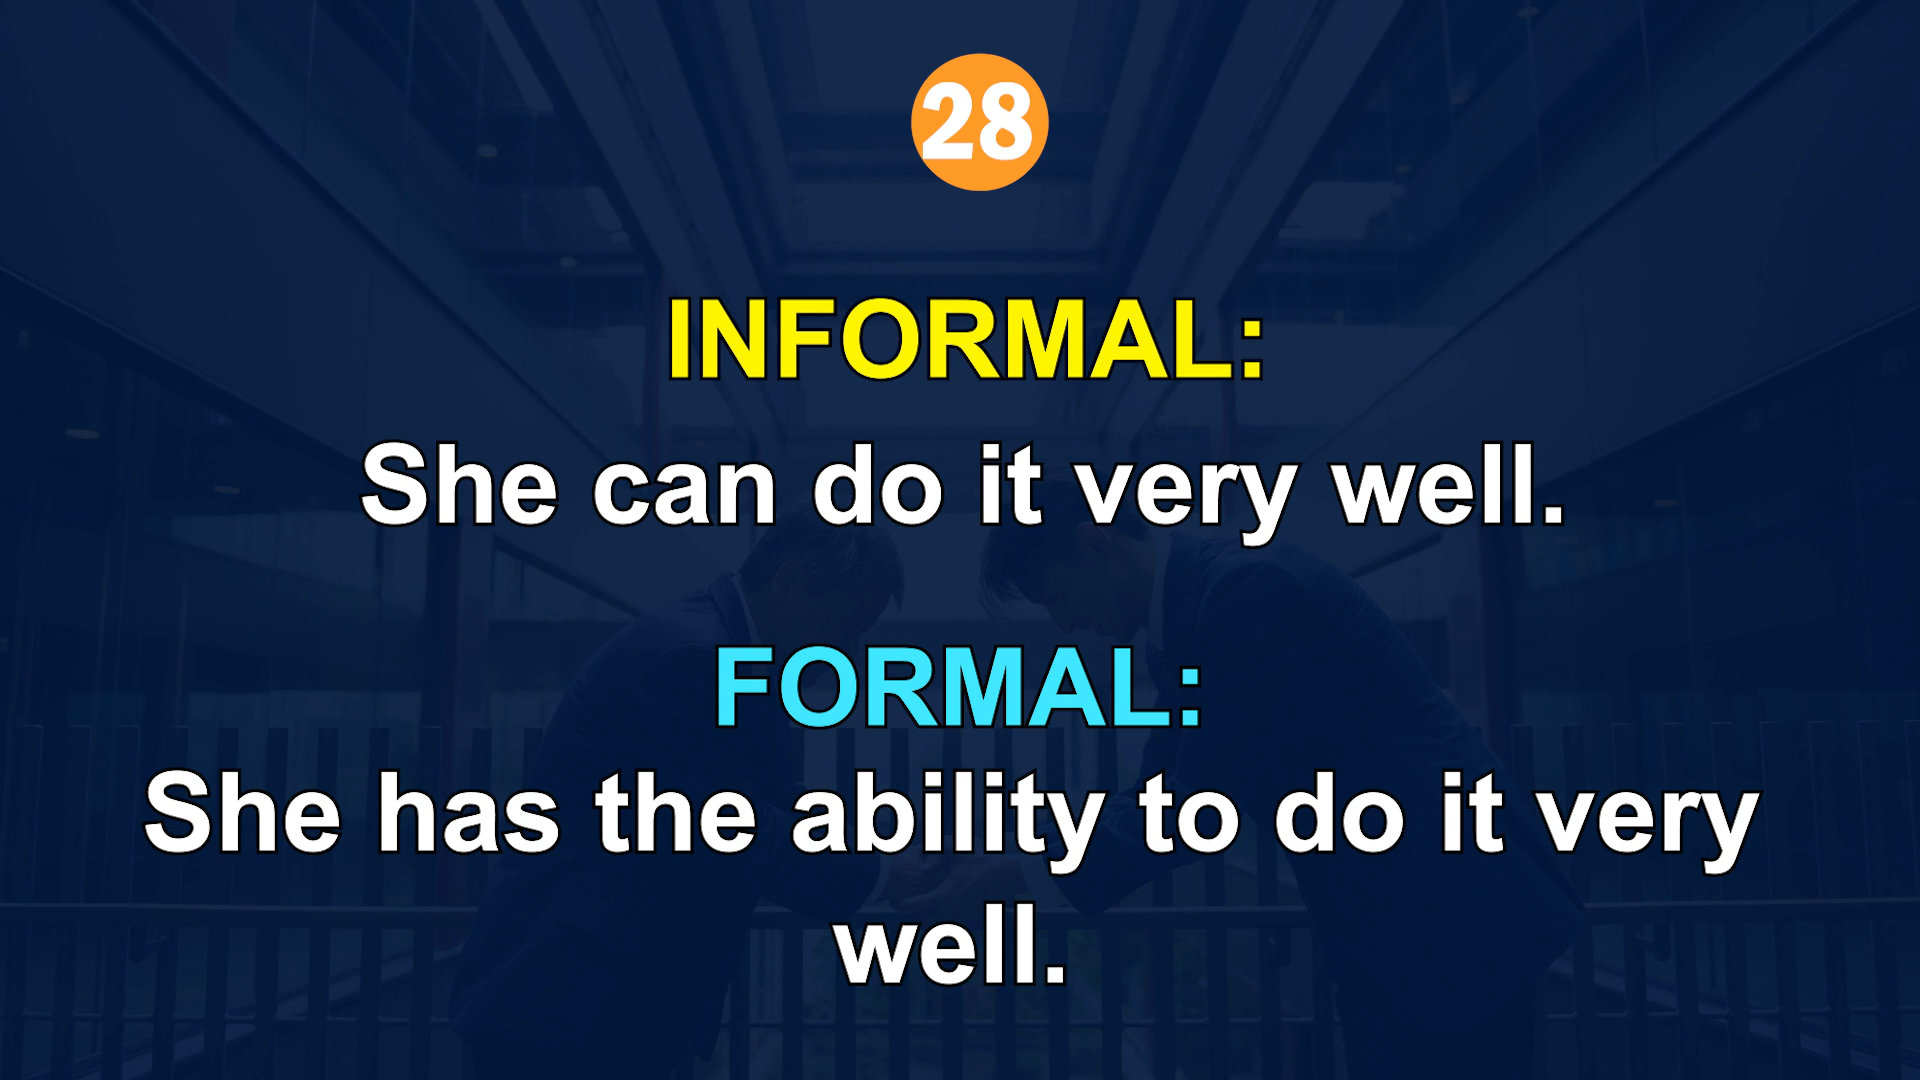 28
INFORMAL:
She can do it very well.
FORMAL:
She has the ability to do it very
well.